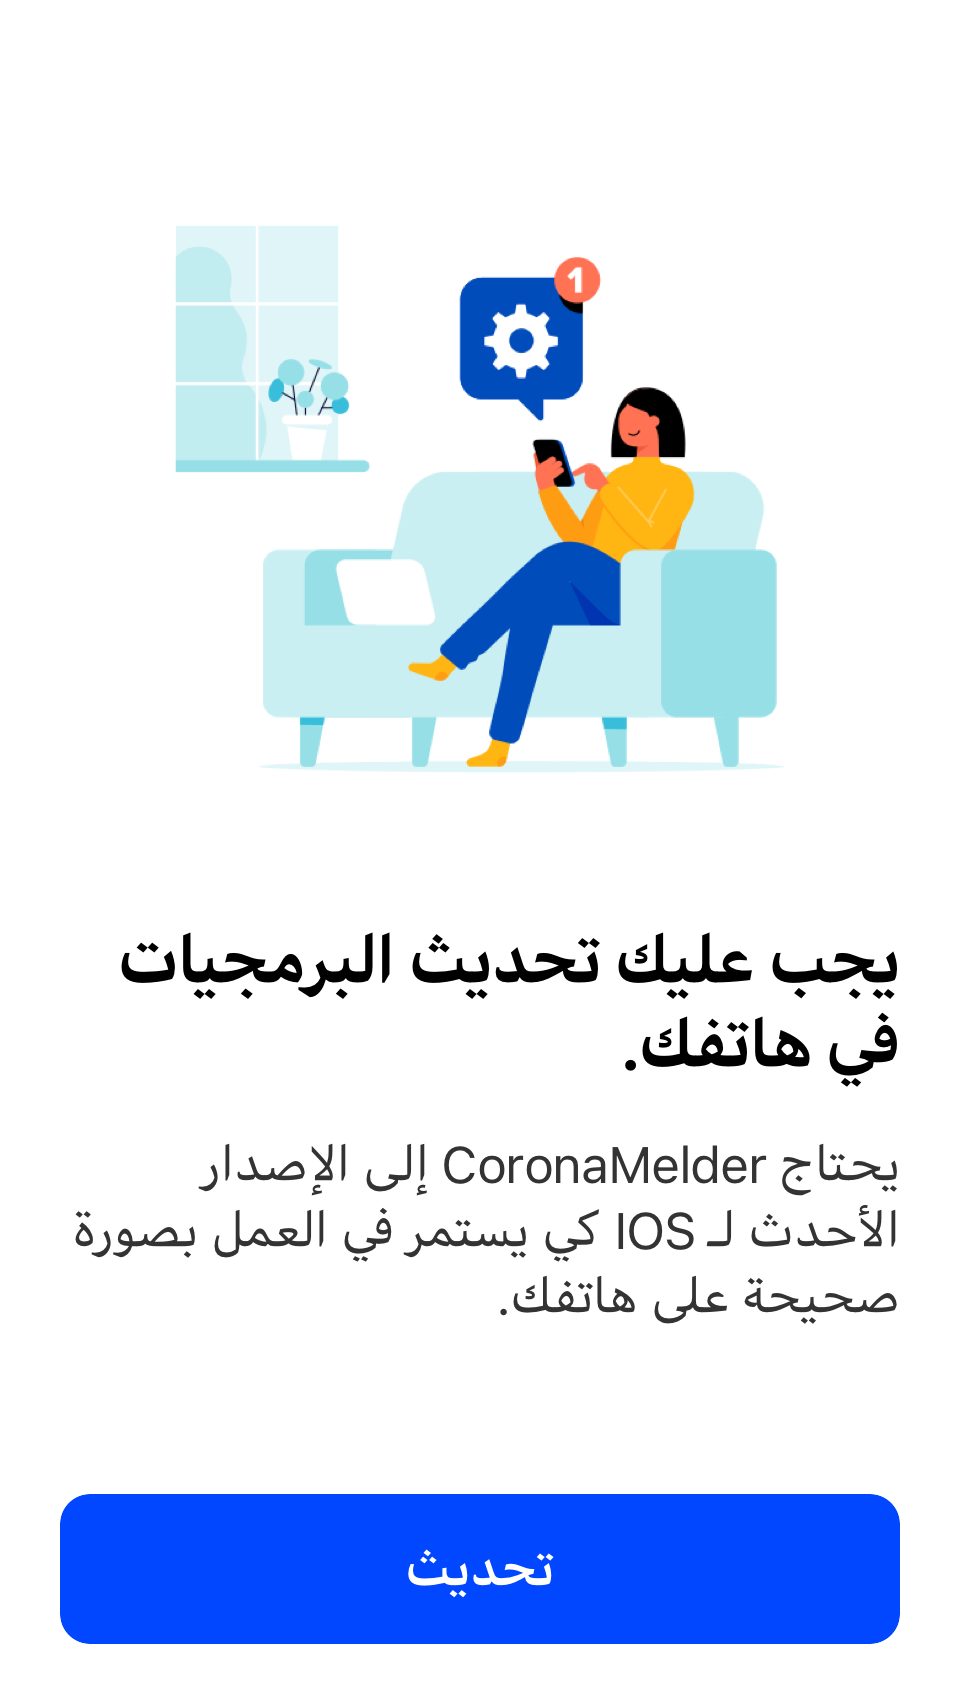 1
يجب عليك تحديث البرمجيات
في هاتفك.
يحتاج CoronaMelder إلى الإصدار
الأحدث لـ IOS كي يستمر في العمل بصورة
صحيحة على هاتفك.
تحديث